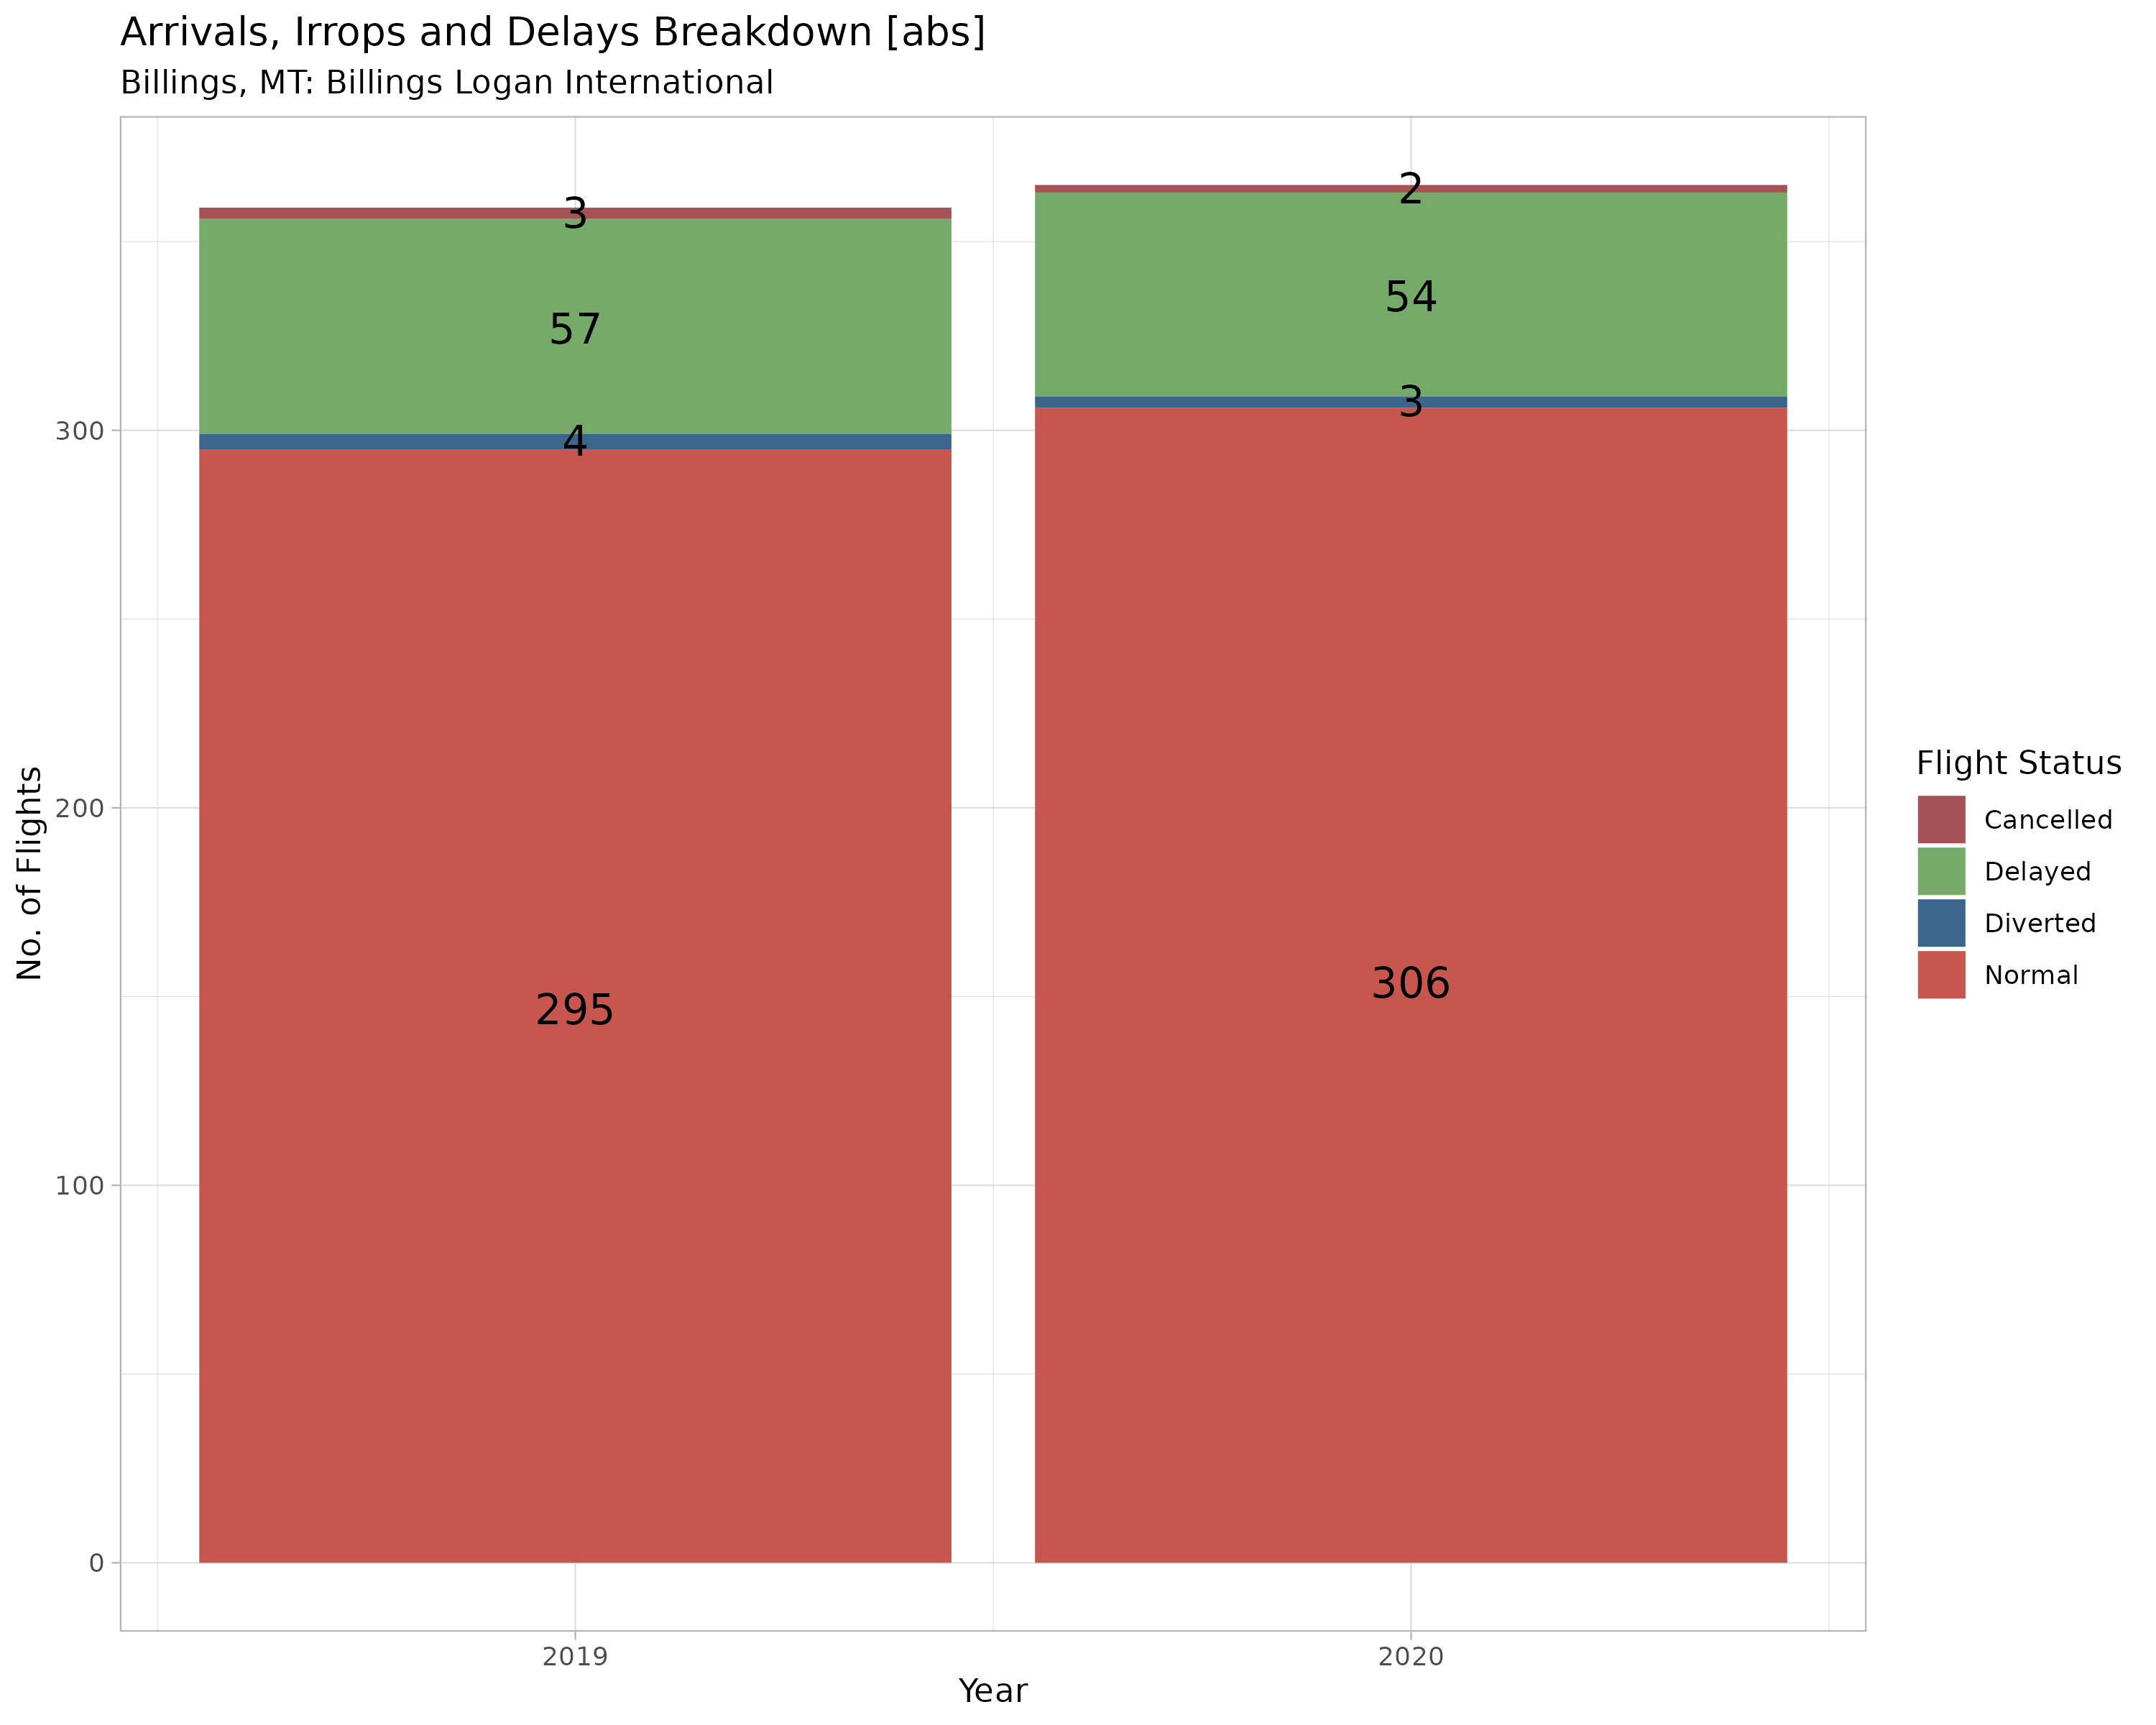 Arrivals, Irrops and Delays Breakdown [abs]
Billings, MT: Billings Logan International
3
2
57
54
4
3
295
306
300
200
100
0
No. of Flights
2019
2020
Year
Flight Status
Cancelled
Delayed
Diverted
Normal